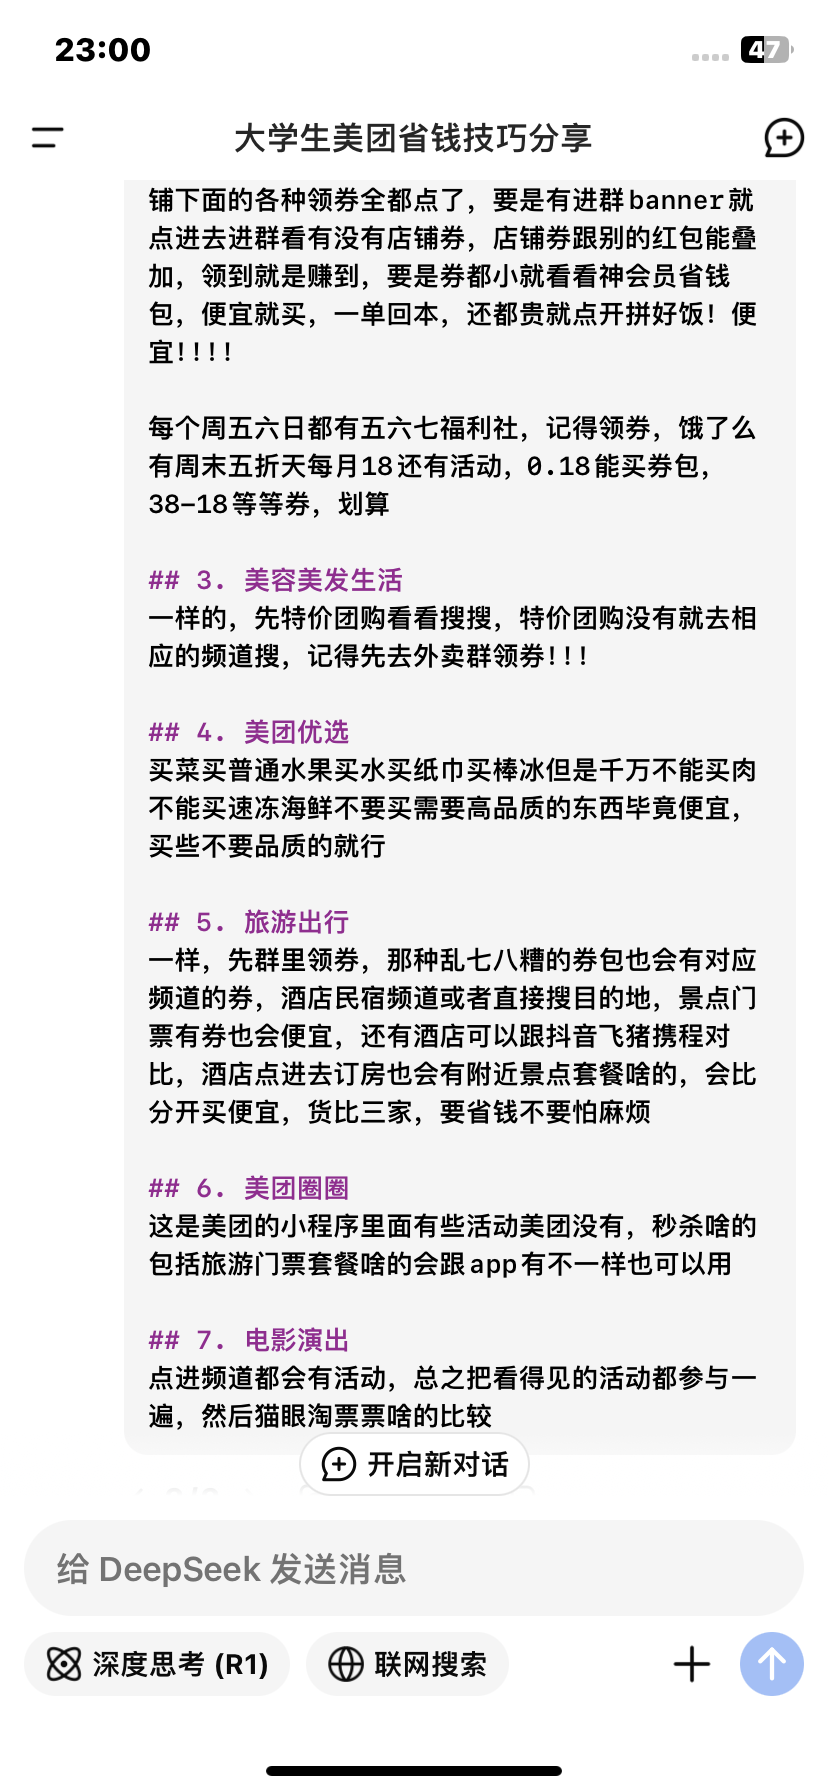 23:00
47
大学生美团省钱技巧分享
铺下面的各种领券全都点了，要是有进群banner就
点进去进群看有没有店铺券，店铺券跟别的红包能叠
加，领到就是赚到，要是券都小就看看神会员省钱
包，便宜就买，一单回本，还都贵就点开拼好饭！便
宜!!!!
每个周五六日都有五六七福利社，记得领券，饿了么
有周末五折天每月18还有活动，0.18能买券包，
38-18等等券，划算
## 3. 美容美发生活
一样的，先特价团购看看搜搜，特价团购没有就去相
应的频道搜，记得先去外卖群领券!!!
## 4. 美团优选
买菜买普通水果买水买纸巾买棒冰但是千万不能买肉
不能买速冻海鲜不要买需要高品质的东西毕竟便宜，
买些不要品质的就行
## 5. 旅游出行
一样，先群里领券，那种乱七八糟的券包也会有对应
频道的券，酒店民宿频道或者直接搜目的地，景点门
票有券也会便宜，还有酒店可以跟抖音飞猪携程对
比，酒店点进去订房也会有附近景点套餐啥的，会比
分开买便宜，货比三家，要省钱不要怕麻烦
## 6. 美团圈圈
这是美团的小程序里面有些活动美团没有，秒杀啥的
包括旅游门票套餐啥的会跟app有不一样也可以用
## 7. 电影演出
点进频道都会有活动，总之把看得见的活动都参与一
遍，然后猫眼淘票票啥的比较
开启新对话
给 DeepSeek 发送消息
深度思考 (R1)
联网搜索